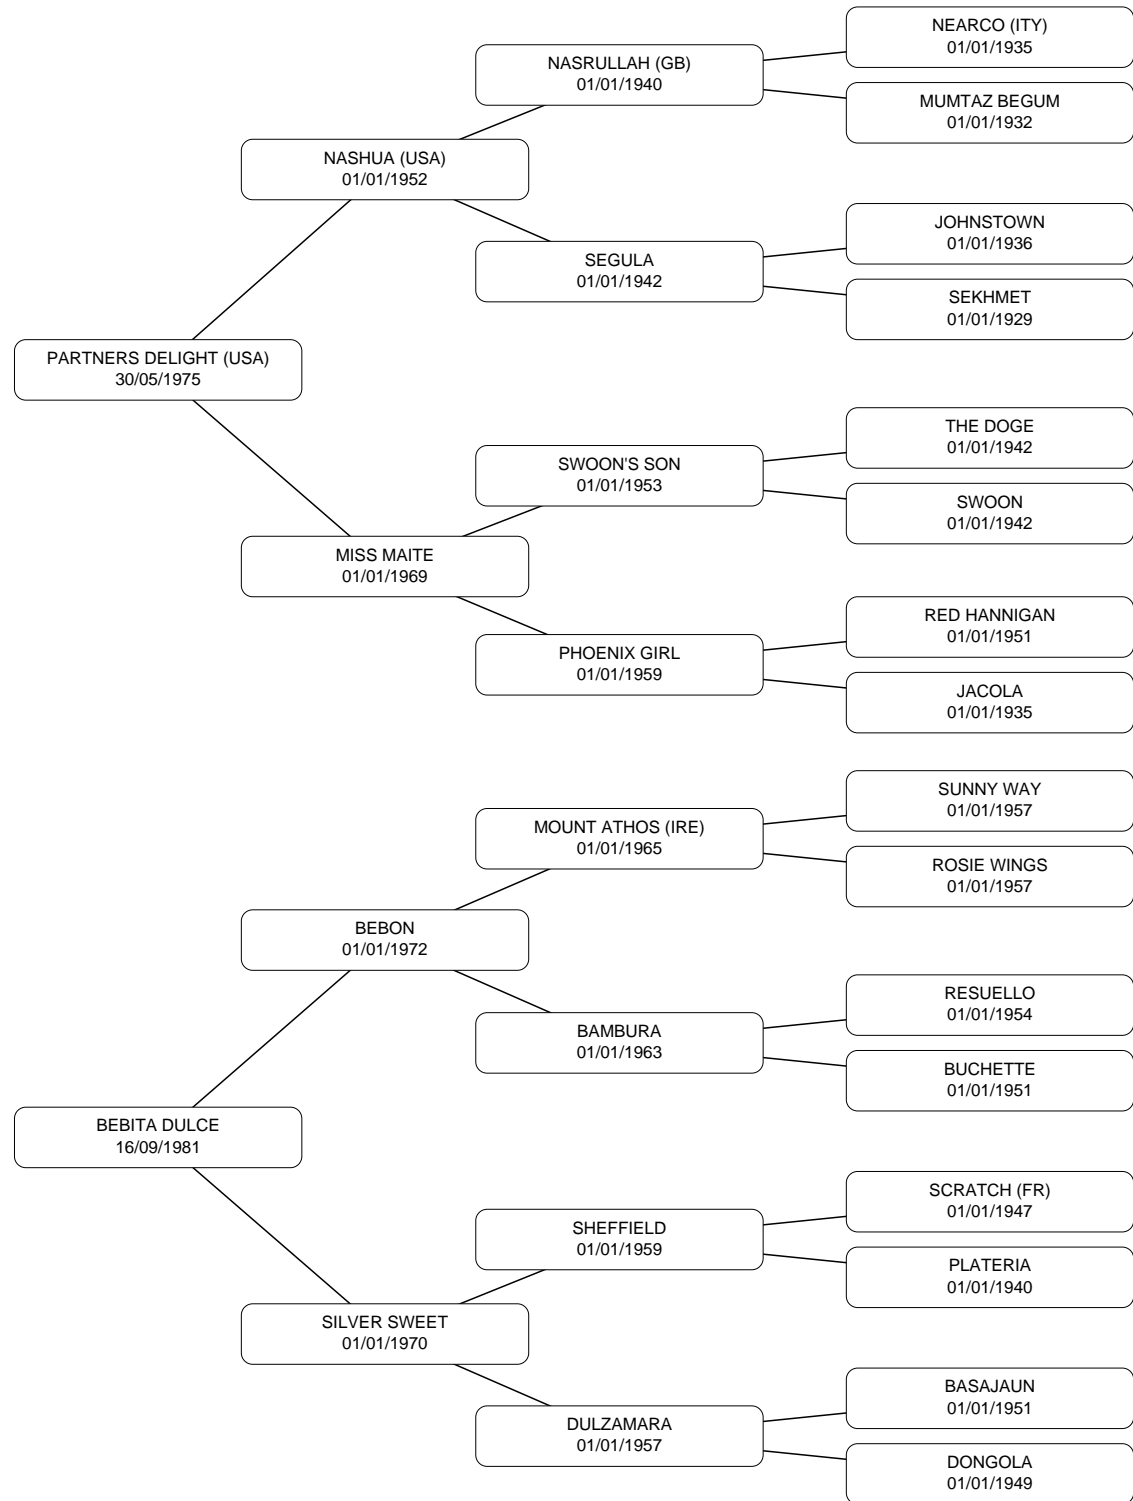 NEARCO (ITY)
01/01/1935
NASRULLAH (GB)
01/01/1940
MUMTAZ BEGUM
01/01/1932
NASHUA (USA)
01/01/1952
JOHNSTOWN
01/01/1936
SEGULA
01/01/1942
SEKHMET
01/01/1929
PARTNERS DELIGHT (USA)
30/05/1975
THE DOGE
01/01/1942
SWOON'S SON
01/01/1953
SWOON
01/01/1942
MISS MAITE
01/01/1969
RED HANNIGAN
01/01/1951
PHOENIX GIRL
01/01/1959
JACOLA
01/01/1935
SUNNY WAY
01/01/1957
MOUNT ATHOS (IRE)
01/01/1965
ROSIE WINGS
01/01/1957
BEBON
01/01/1972
RESUELLO
01/01/1954
BAMBURA
01/01/1963
BUCHETTE
01/01/1951
BEBITA DULCE
16/09/1981
SCRATCH (FR)
01/01/1947
SHEFFIELD
01/01/1959
PLATERIA
01/01/1940
SILVER SWEET
01/01/1970
BASAJAUN
01/01/1951
DULZAMARA
01/01/1957
DONGOLA
01/01/1949